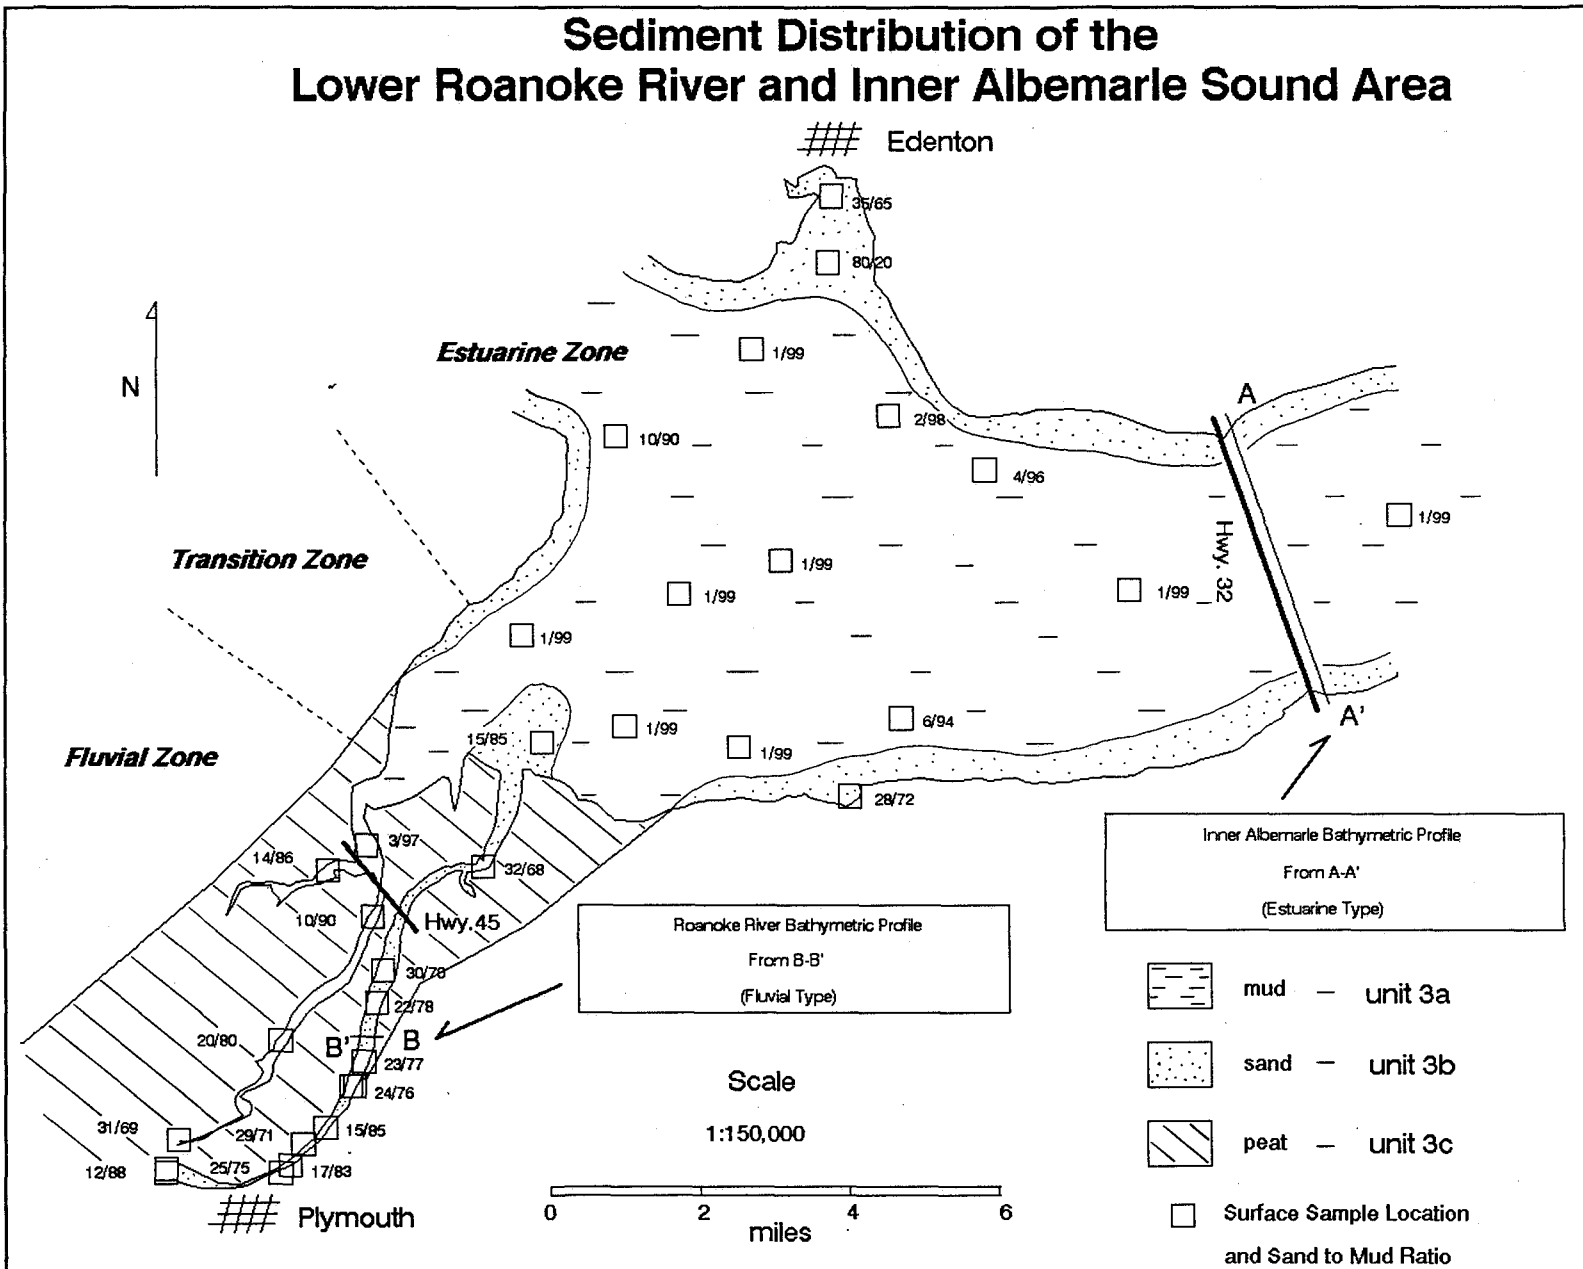 Sediment Distribution of the
Lower Roanoke River and Inner Albemarle Sound Area
Edenton
35/65
80/20
Estuarine Zone
1/99
N
A
2/98
10/90
4/96
1/99
Hwy. 32
Transition Zone
1/99
1/99
1/99
1/99
6/94
A'
1/99
15/85
1/99
Fluvial Zone
28/72
3/97
14/86
32/68
10/90
Hwy.45
Inner Albemarle Bathymetric Profile
From A-A'
(Estuarine Type)
Roanoke River Bathymetric Profile
From B-B'
(Fluvial Type)
30/78
22/78
20/80
B'
B
23/77
24/76
31/69
29/71
15/85
12/88
25/75
17/83
Plymouth
Scale
1:150,000
0 2 4 6
miles
mud – unit 3a
sand – unit 3b
peat – unit 3c
Surface Sample Location
and Sand to Mud Ratio